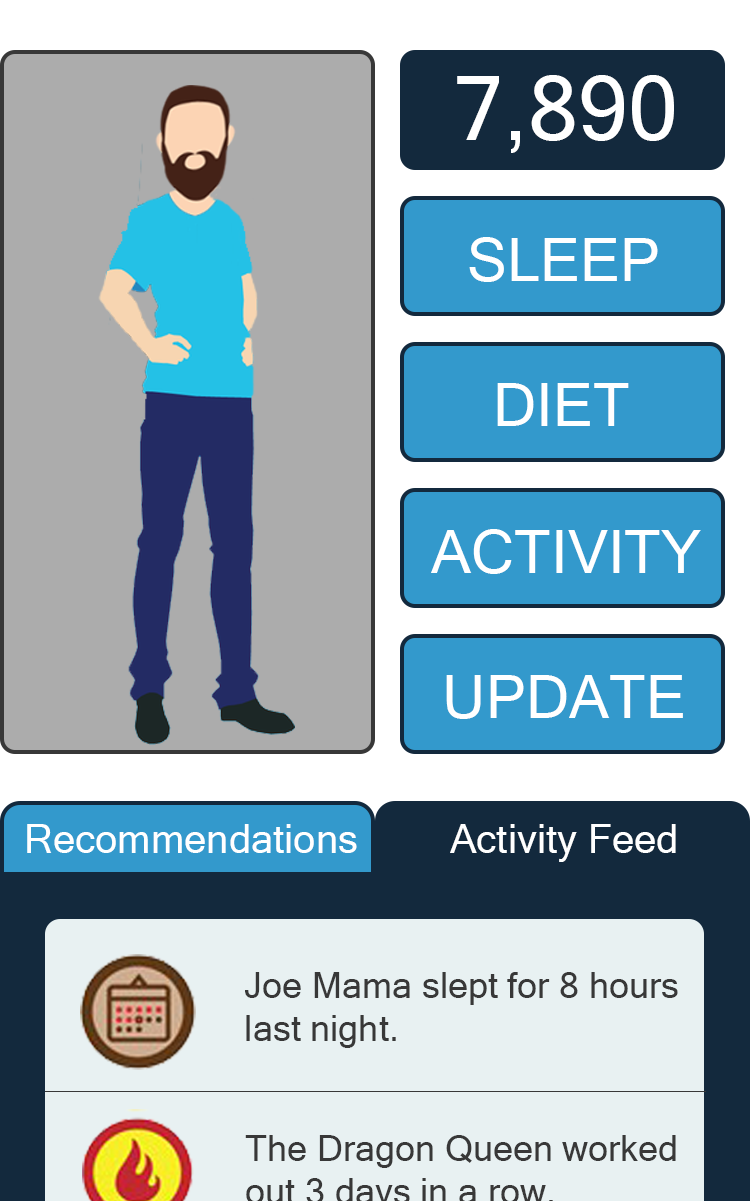 7,890
SLEEP
DIET
ACTIVITY
UPDATE
Recommendations
Activity Feed
Joe Mama slept for 8 hours
last night.
The Dragon Queen worked
out 3 days in a row.